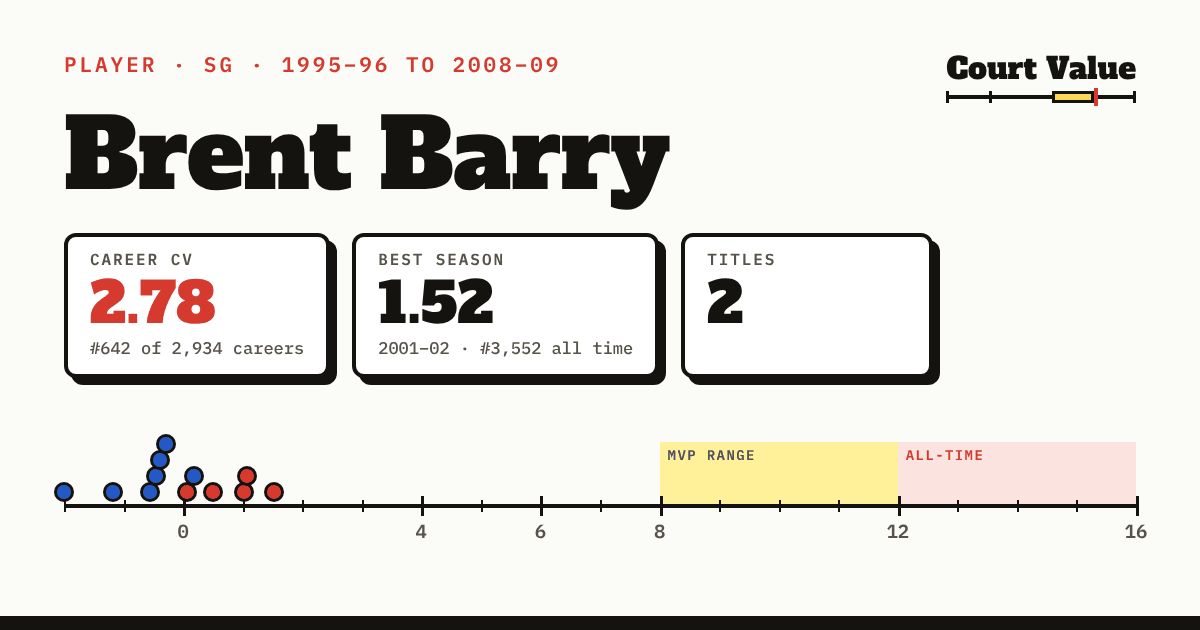 PLAYER · SG · 1995–96 TO 2008–09
Court Value
Brent Barry
CAREER CV
2.78
#642 of 2,934 careers
BEST SEASON
1.52
2001–02 · #3,552 all time
TITLES
2
MVP RANGE
ALL-TIME
0 4 6 8 12 16